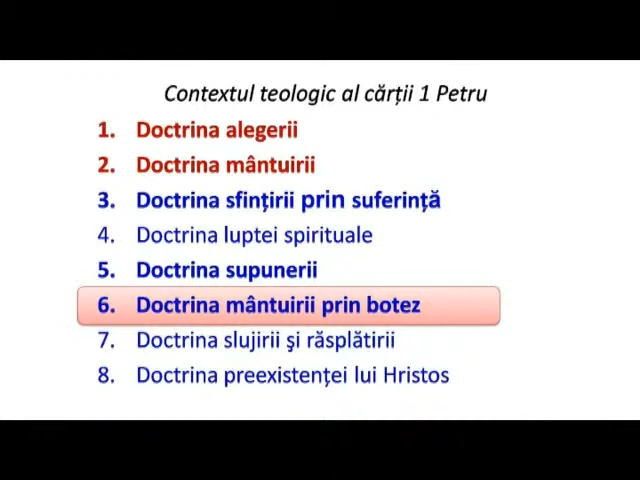 Contextul teologic al cărții 1 Petru
1. Doctrina alegerii
2. Doctrina mântuirii
3. Doctrina sfințirii prin suferință
4. Doctrina luptei spirituale
5. Doctrina supunerii
6. Doctrina mântuirii prin botez
7. Doctrina slujirii şi răsplătirii
8. Doctrina preexistenței lui Hristos